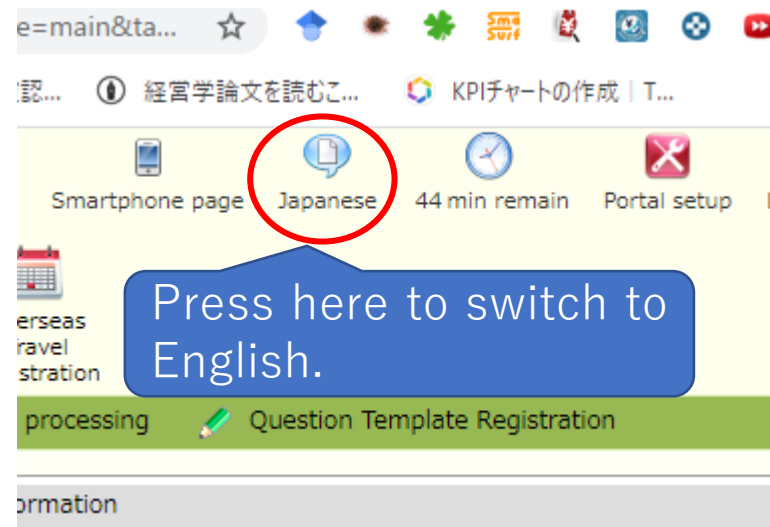 e=main&ta...
認... 経営学論文を読むこ... KPIチャートの作成 | T...
Smartphone page Japanese 44 min remain Portal setup
erseas
ravel
stration
Press here to switch to
English.
processing Question Template Registration
ormation